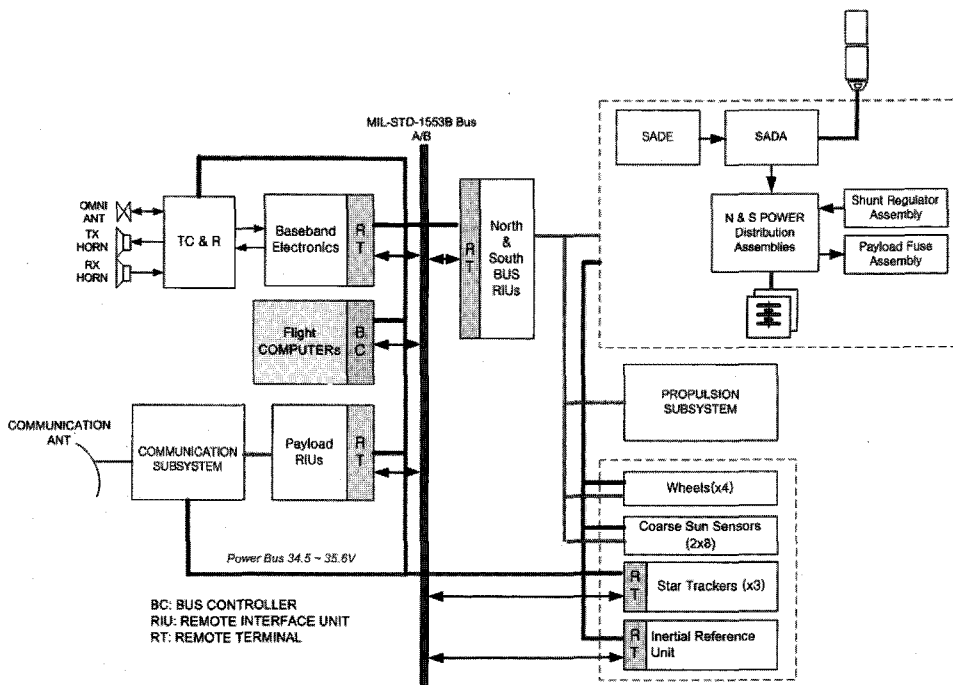 MIL-STD-1553B Bus
A/B
SADE
SADA
OMNI
ANT
TX
HORN
RX
HORN
TC & R
Baseband
Electronics
R
T
R
T
North
&
South
BUS
RIUs
N & S POWER
Distribution
Assemblies
Shunt Regulator
Assembly
Payload Fuse
Assembly
Flight
COMPUTERs
B
C
PROPULSION
SUBSYSTEM
COMMUNICATION
ANT
COMMUNICATION
SUBSYSTEM
Payload
RIUs
R
T
Wheels(x4)
Coarse Sun Sensors
(2x8)
Power Bus 34.5 ~ 35.6V
R
T
Star Trackers (x3)
BC: BUS CONTROLLER
RIU: REMOTE INTERFACE UNIT
RT: REMOTE TERMINAL
R
T
Inertial Reference
Unit